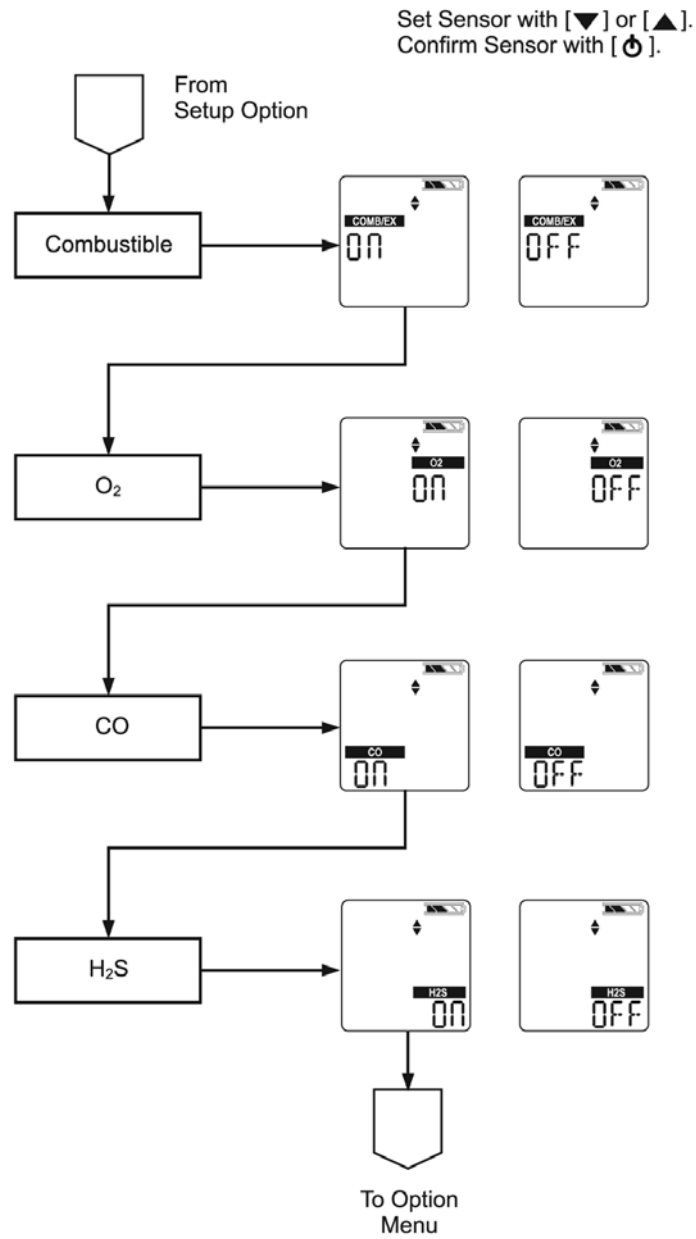 Set Sensor with [▼] or [▲].
Confirm Sensor with [⏻].
From
Setup Option
Combustible
COMB/EX
ON
COMB/EX
OFF
O₂
O2
ON
O2
OFF
CO
CO
ON
CO
OFF
H₂S
H2S
ON
H2S
OFF
To Option
Menu